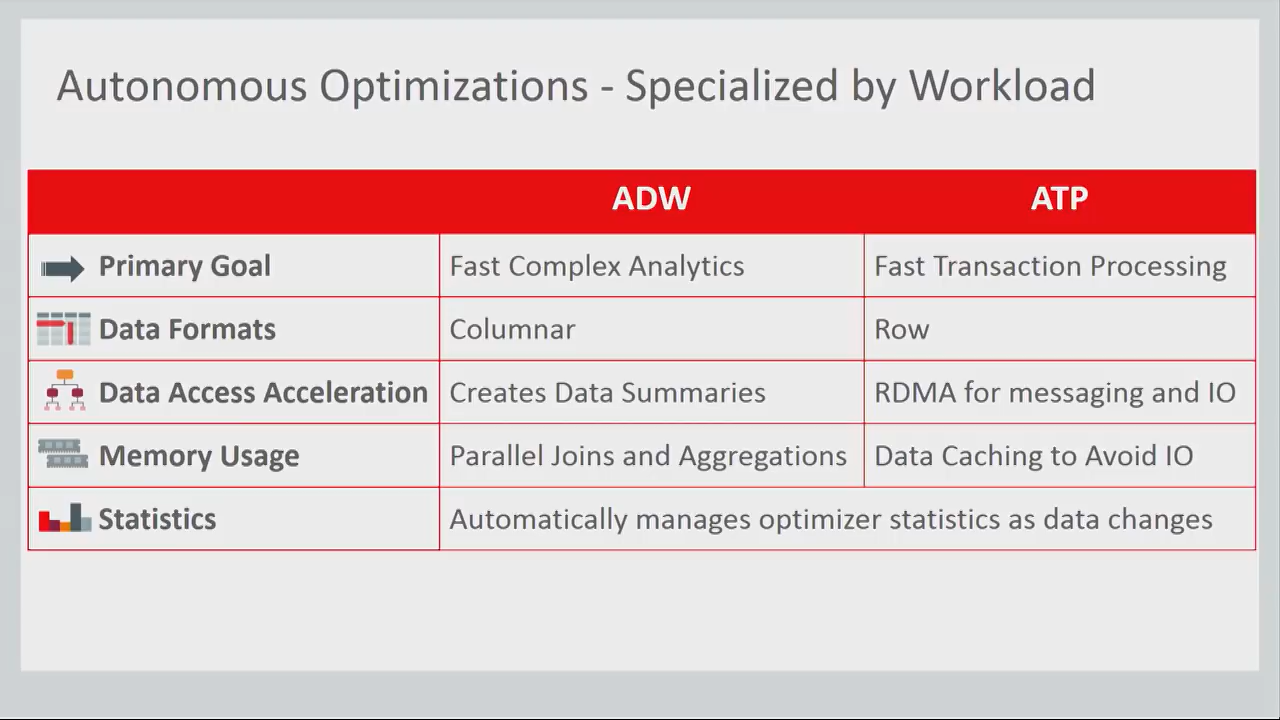 Autonomous Optimizations - Specialized by Workload
ADW ATP
Primary Goal Fast Complex Analytics Fast Transaction Processing
Data Formats Columnar Row
Data Access Acceleration Creates Data Summaries RDMA for messaging and IO
Memory Usage Parallel Joins and Aggregations Data Caching to Avoid IO
Statistics Automatically manages optimizer statistics as data changes